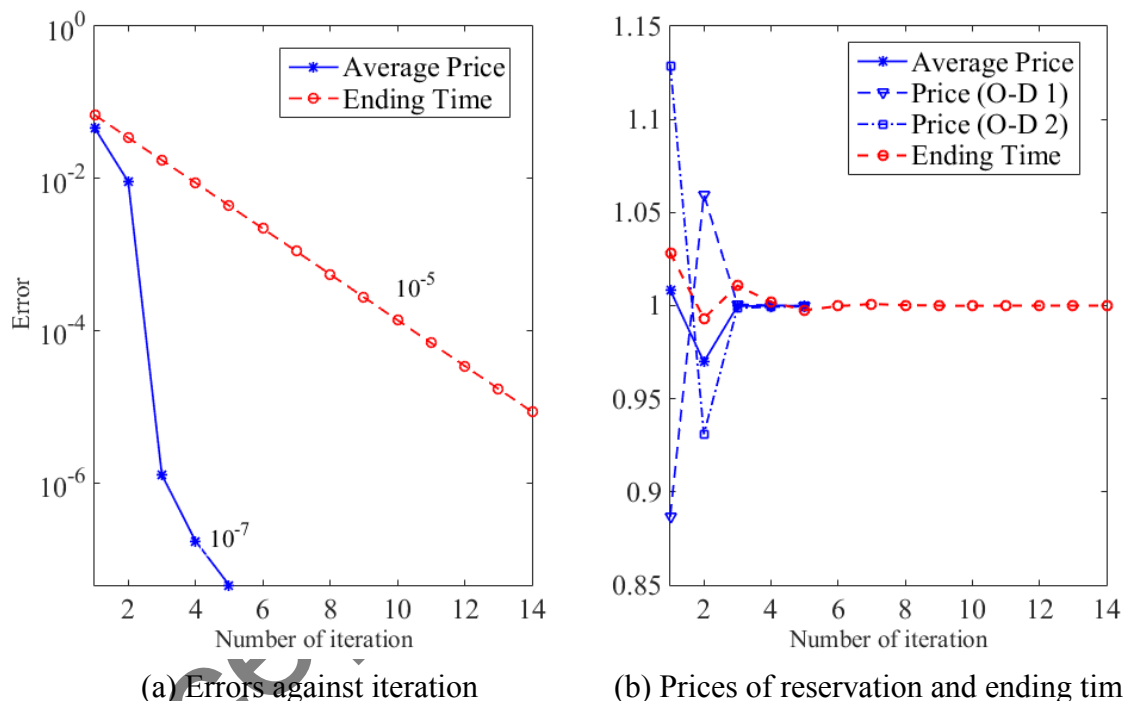 10^0
10^-2
10^-4
10^-6
Error
Average Price
Ending Time
10^-5
10^-7
2 4 6 8 10 12 14
Number of iteration
(a) Errors against iteration
1.15
1.1
1.05
1
0.95
0.9
0.85
Average Price
Price (O-D 1)
Price (O-D 2)
Ending Time
2 4 6 8 10 12 14
Number of iteration
(b) Prices of reservation and ending tim